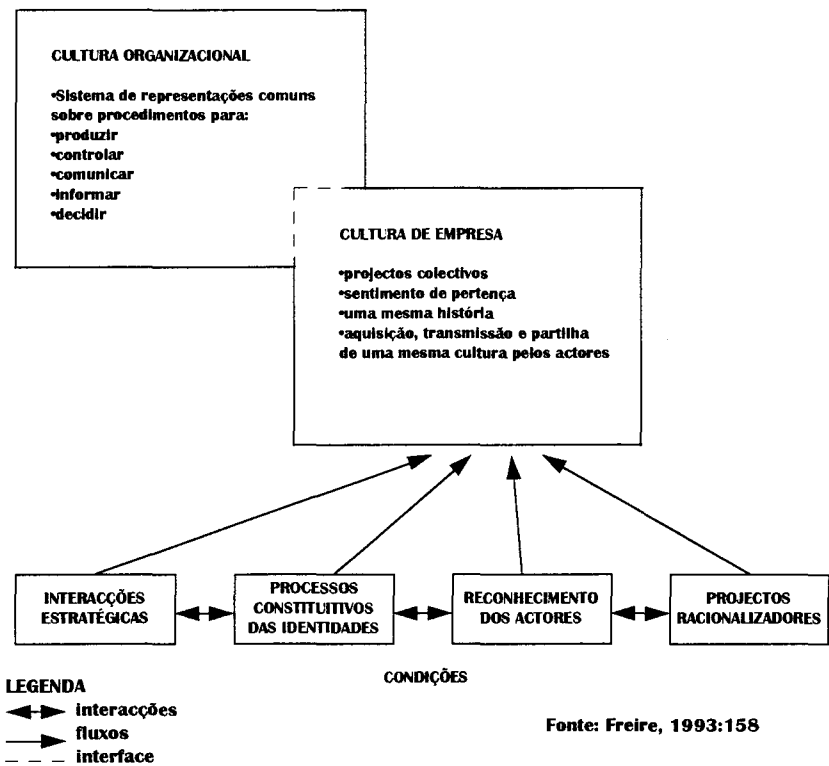 CULTURA ORGANIZACIONAL
•Sistema de representações comuns
sobre procedimentos para:
•produzir
•controlar
•comunicar
•informar
•decidir
CULTURA DE EMPRESA
•projectos colectivos
•sentimento de pertença
•uma mesma história
•aquisição, transmissão e partilha
de uma mesma cultura pelos actores
INTERACÇÕES
ESTRATÉGICAS
PROCESSOS
CONSTITUITIVOS
DAS IDENTIDADES
RECONHECIMENTO
DOS ACTORES
PROJECTOS
RACIONALIZADORES
CONDIÇÕES
LEGENDA
interacções
fluxos
interface
Fonte: Freire, 1993:158